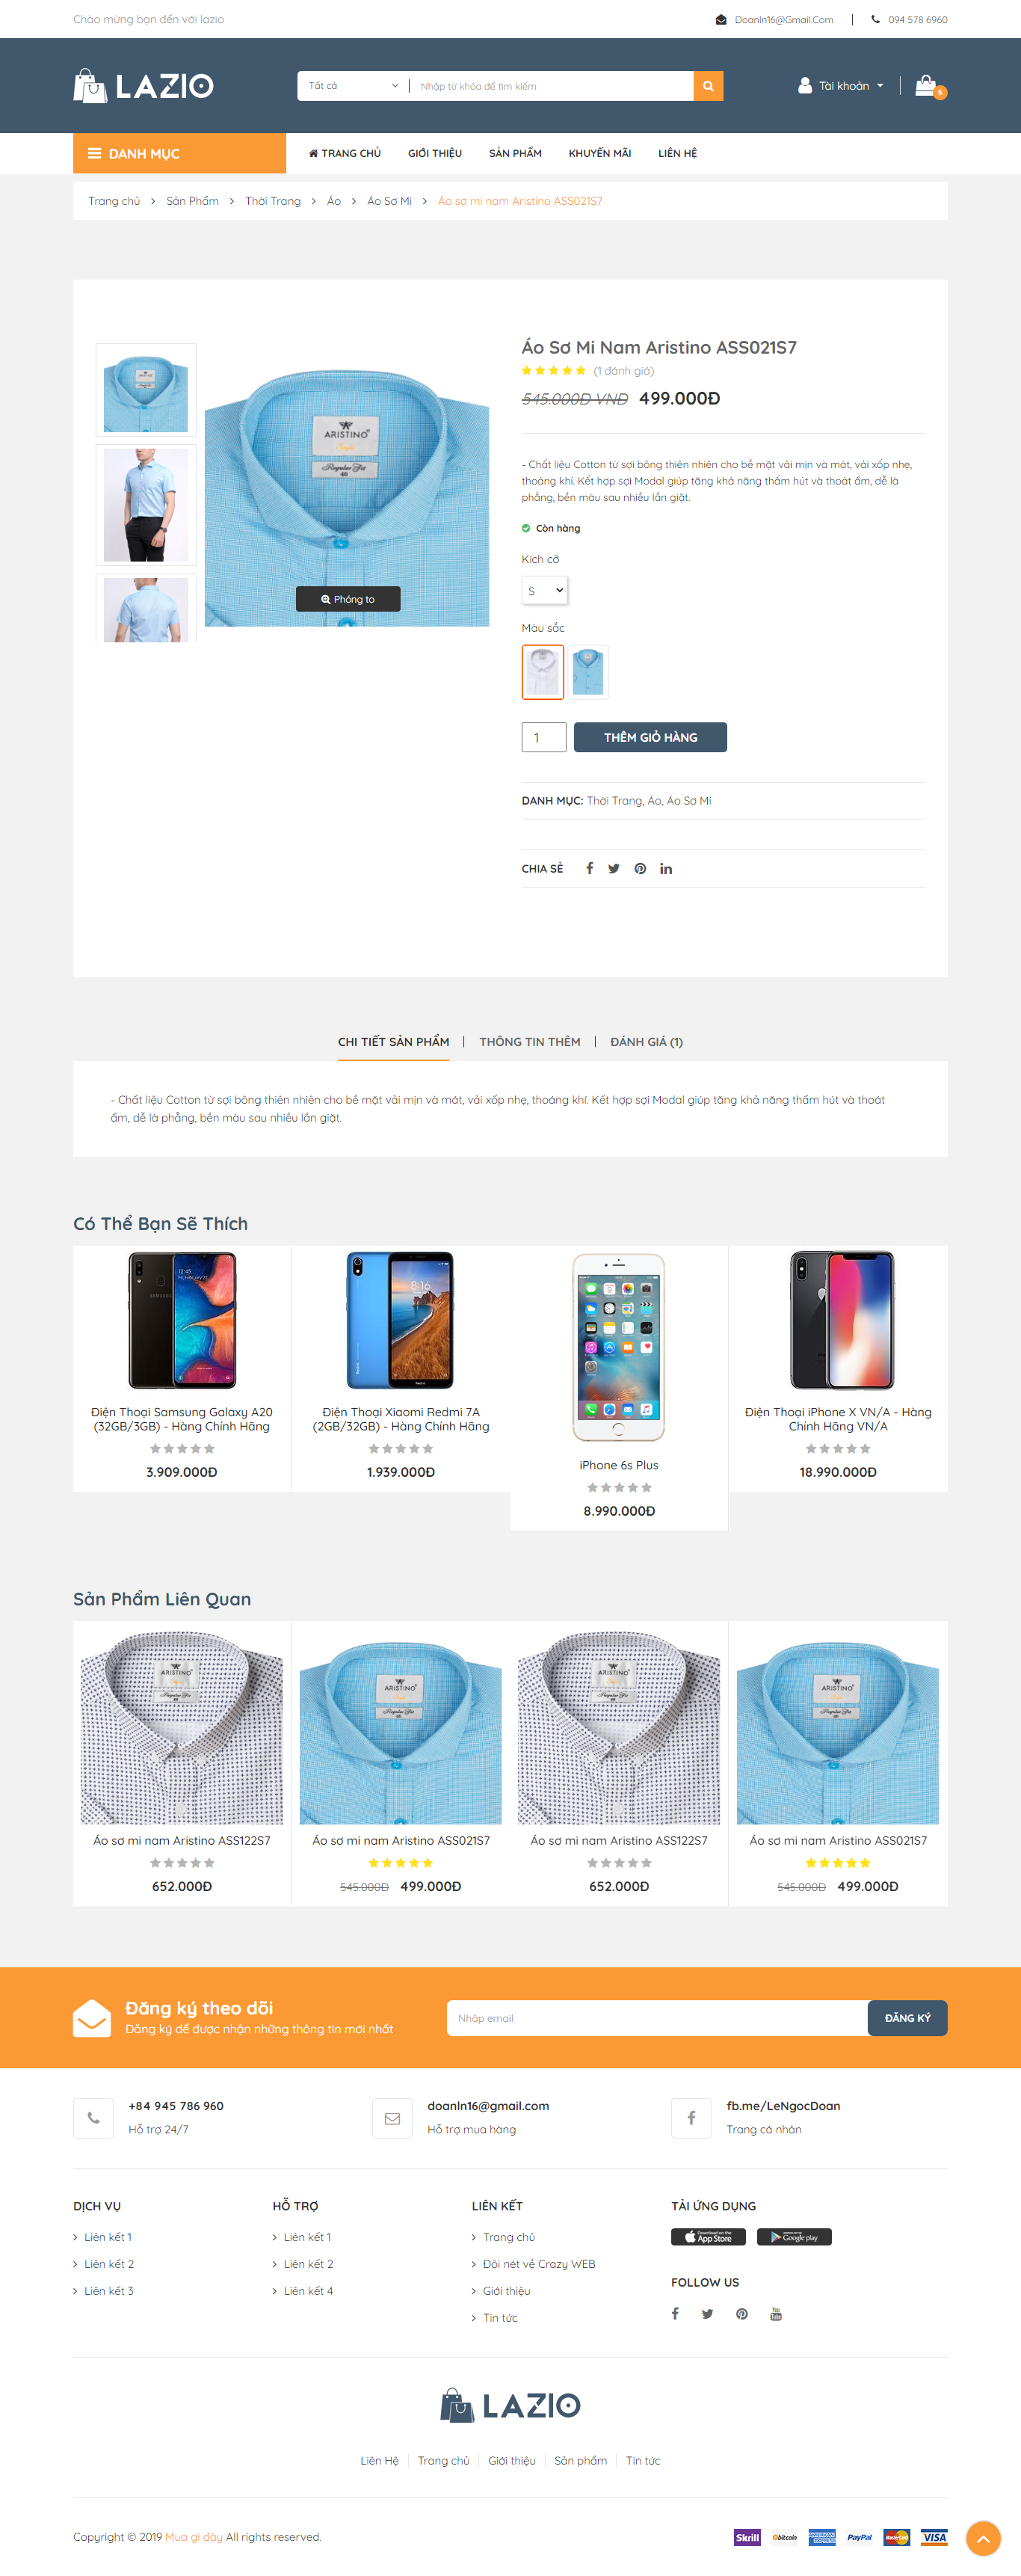 Chào mừng bạn đến với lazio
Doanln16@Gmail.Com
094 578 6960
LAZIO
Tất cả
Nhập từ khóa để tìm kiếm
Tài khoản
5
DANH MỤC
TRANG CHỦ
GIỚI THIỆU
SẢN PHẨM
KHUYẾN MÃI
LIÊN HỆ
Trang chủ > Sản Phẩm > Thời Trang > Áo > Áo Sơ Mi > Áo sơ mi nam Aristino ASS021S7
ARISTINO
Style
Regular Fit
40
Phóng to
Áo Sơ Mi Nam Aristino ASS021S7
(1 đánh giá)
545.000Đ VNĐ 499.000Đ
- Chất liệu Cotton từ sợi bông thiên nhiên cho bề mặt vải mịn và mát, vải xốp nhẹ,
thoáng khí. Kết hợp sợi Modal giúp tăng khả năng thấm hút và thoát ẩm, dễ là
phẳng, bền màu sau nhiều lần giặt.
Còn hàng
Kích cỡ
S
Màu sắc
1
THÊM GIỎ HÀNG
DANH MỤC: Thời Trang, Áo, Áo Sơ Mi
CHIA SẺ
CHI TIẾT SẢN PHẨM
THÔNG TIN THÊM
ĐÁNH GIÁ (1)
- Chất liệu Cotton từ sợi bông thiên nhiên cho bề mặt vải mịn và mát, vải xốp nhẹ, thoáng khí. Kết hợp sợi Modal giúp tăng khả năng thấm hút và thoát
ẩm, dễ là phẳng, bền màu sau nhiều lần giặt.
Có Thể Bạn Sẽ Thích
Điện Thoại Samsung Galaxy A20
(32GB/3GB) - Hàng Chính Hãng
3.909.000Đ
8:16
Điện Thoại Xiaomi Redmi 7A
(2GB/32GB) - Hàng Chính Hãng
1.939.000Đ
iPhone 6s Plus
8.990.000Đ
Điện Thoại iPhone X VN/A - Hàng
Chính Hãng VN/A
18.990.000Đ
Sản Phẩm Liên Quan
ARISTINO
Áo sơ mi nam Aristino ASS122S7
652.000Đ
ARISTINO
Áo sơ mi nam Aristino ASS021S7
545.000Đ 499.000Đ
ARISTINO
Áo sơ mi nam Aristino ASS122S7
652.000Đ
ARISTINO
Áo sơ mi nam Aristino ASS021S7
545.000Đ 499.000Đ
Đăng ký theo dõi
Đăng ký để được nhận những thông tin mới nhất
Nhập email
ĐĂNG KÝ
+84 945 786 960
Hỗ trợ 24/7
doanln16@gmail.com
Hỗ trợ mua hàng
fb.me/LeNgocDoan
Trang cá nhân
DỊCH VỤ
Liên kết 1
Liên kết 2
Liên kết 3
HỖ TRỢ
Liên kết 1
Liên kết 2
Liên kết 4
LIÊN KẾT
Trang chủ
Đôi nét về Crazy WEB
Giới thiệu
Tin tức
TẢI ỨNG DỤNG
Download on the
App Store
Google play
FOLLOW US
LAZIO
Liên Hệ
Trang chủ
Giới thiệu
Sản phẩm
Tin tức
Copyright © 2019 Mua gì đây All rights reserved.
Skrill
bitcoin
AMERICAN EXPRESS
PayPal
MasterCard
VISA